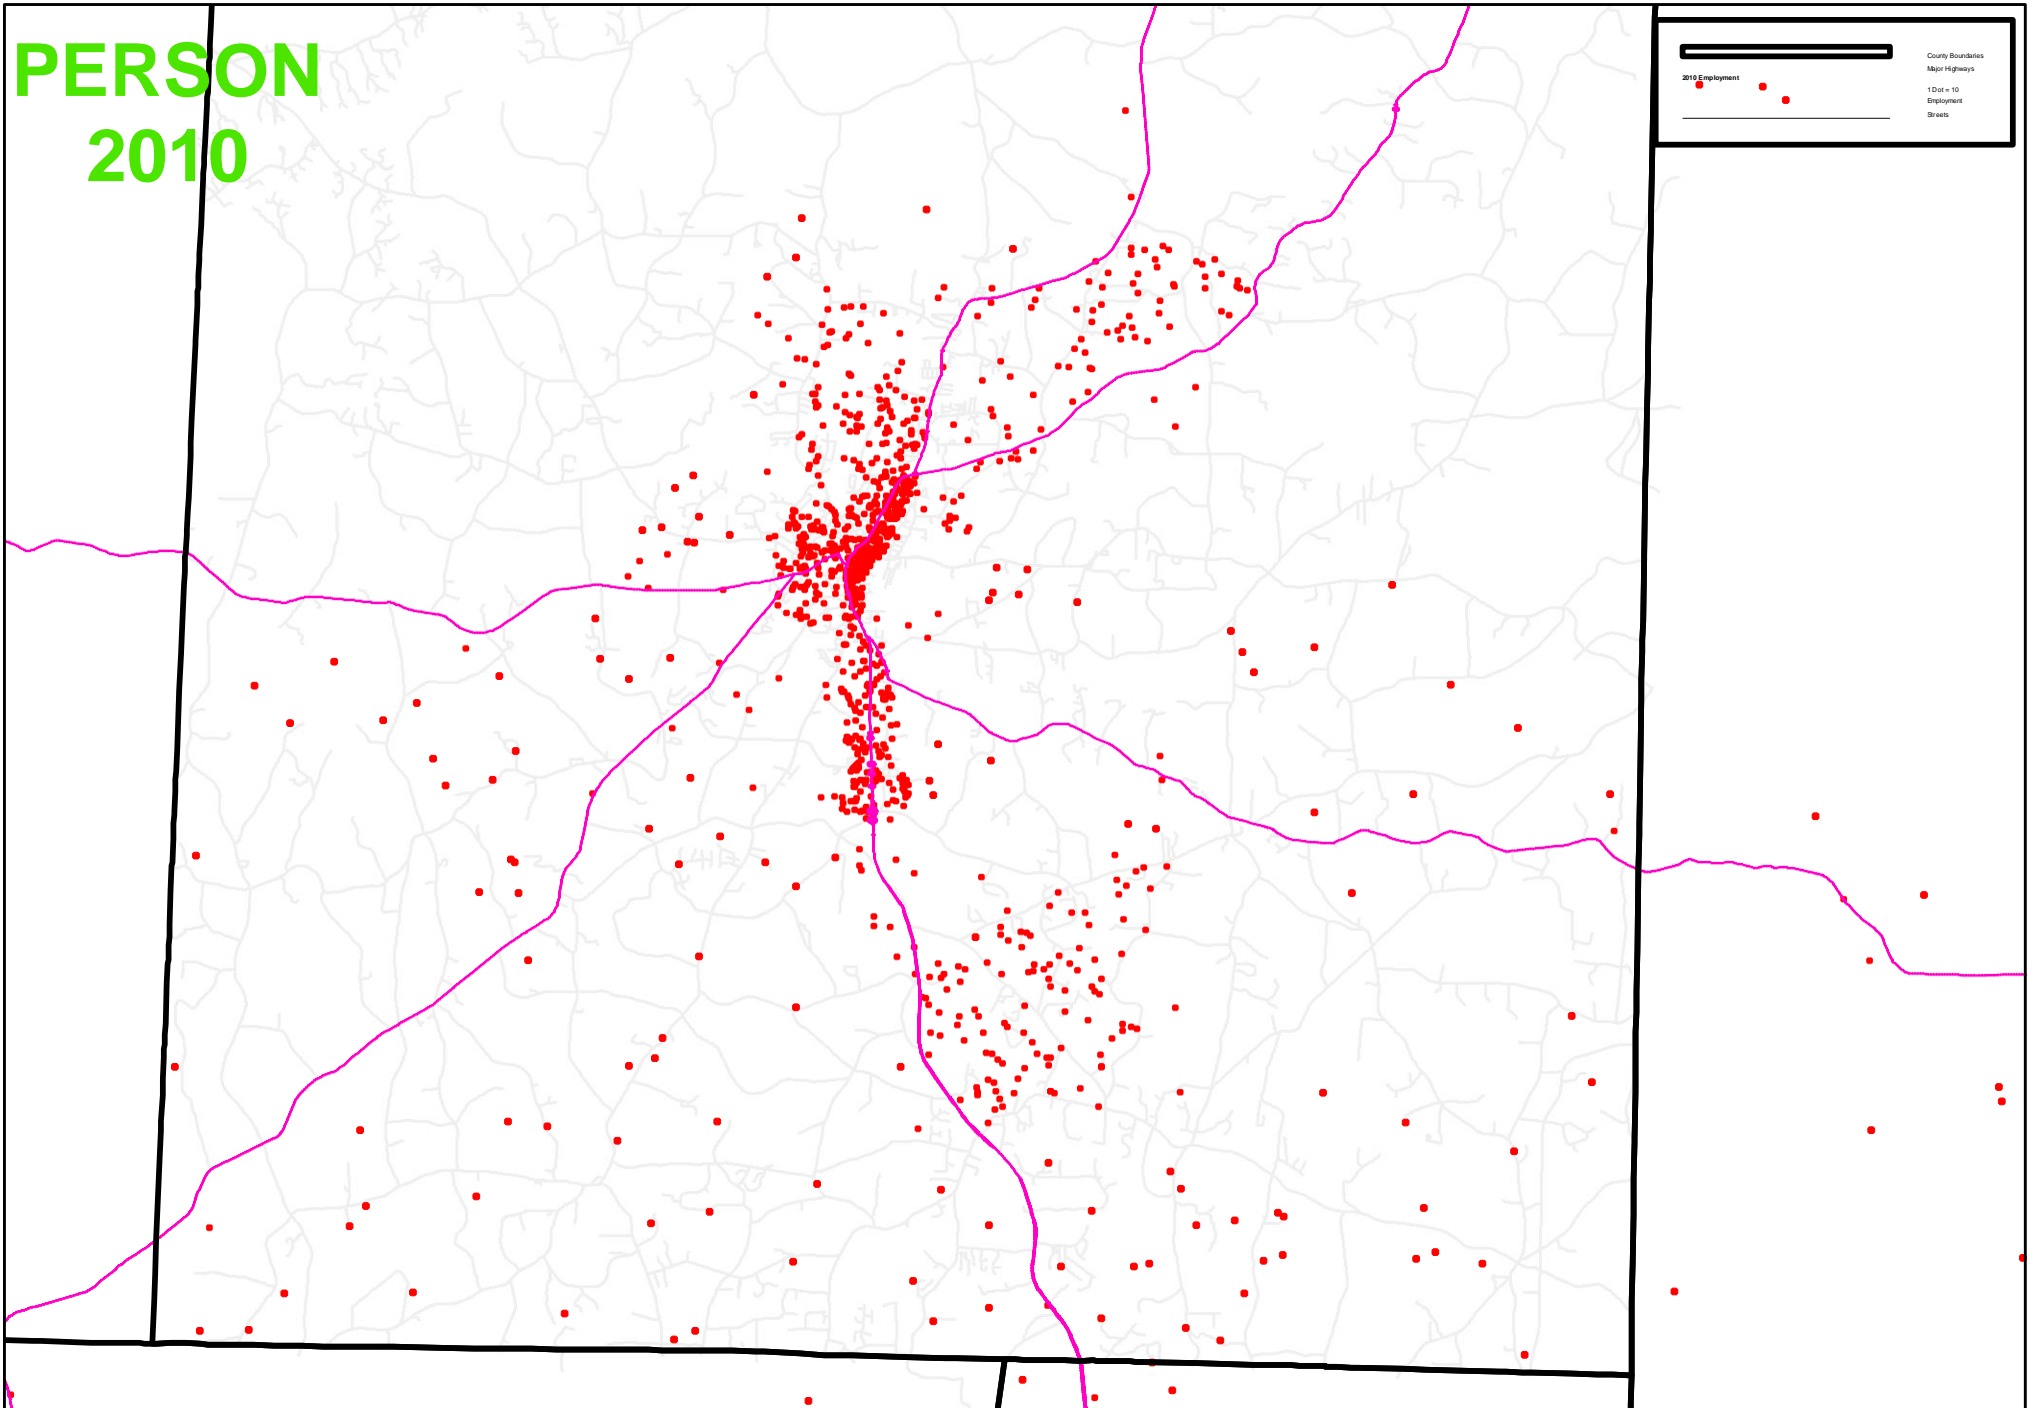 PERSON
2010
County Boundaries
Major Highways
2010 Employment
1 Dot = 10
Employment
Streets